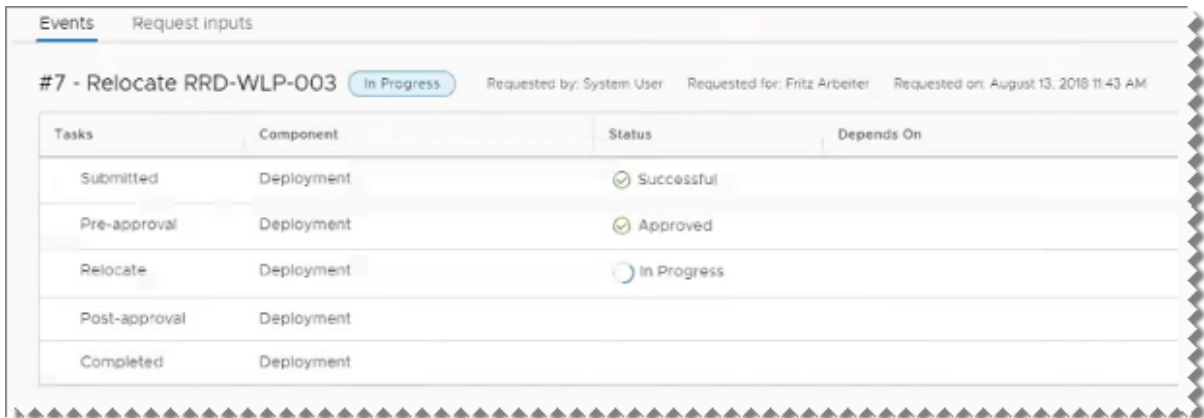 Events Request inputs
#7 - Relocate RRD-WLP-003 In Progress Requested by: System User Requested for: Fritz Arbeiter Requested on: August 13, 2018 11:43 AM
Tasks Component Status Depends On
Submitted Deployment Successful
Pre-approval Deployment Approved
Relocate Deployment In Progress
Post-approval Deployment
Completed Deployment